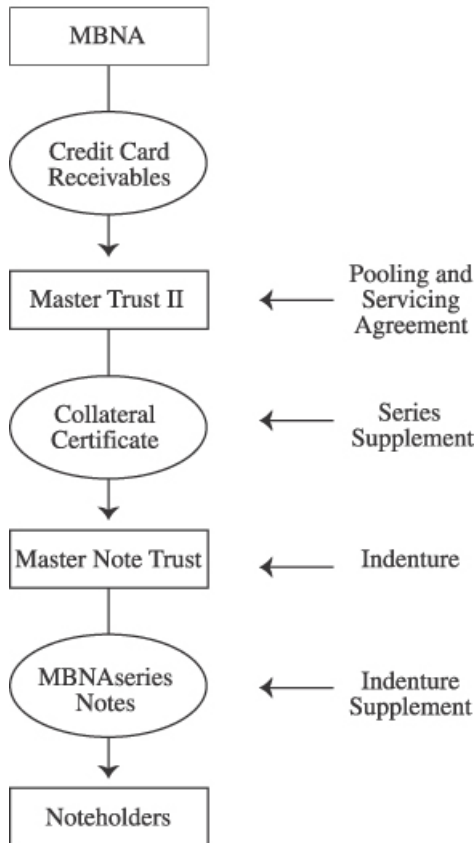 MBNA
Credit Card
Receivables
Master Trust II
Pooling and
Servicing
Agreement
Collateral
Certificate
Series
Supplement
Master Note Trust
Indenture
MBNAseries
Notes
Indenture
Supplement
Noteholders